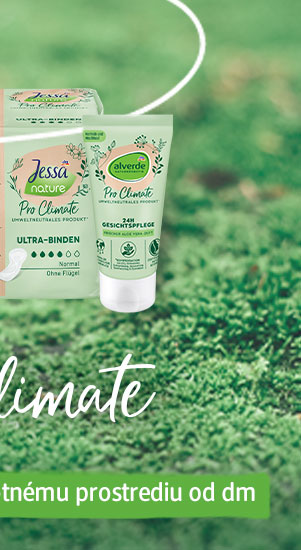 Jessa
nature
Pro Climate
UMWELTNEUTRALES PRODUKT*
ULTRA-BINDEN
Normal
Ohne Flügel
alverde
NATURKOSMETIK
Pro Climate
UMWELTNEUTRALES PRODUKT*
24H
GESICHTSPFLEGE
limate
tnému prostrediu od dm